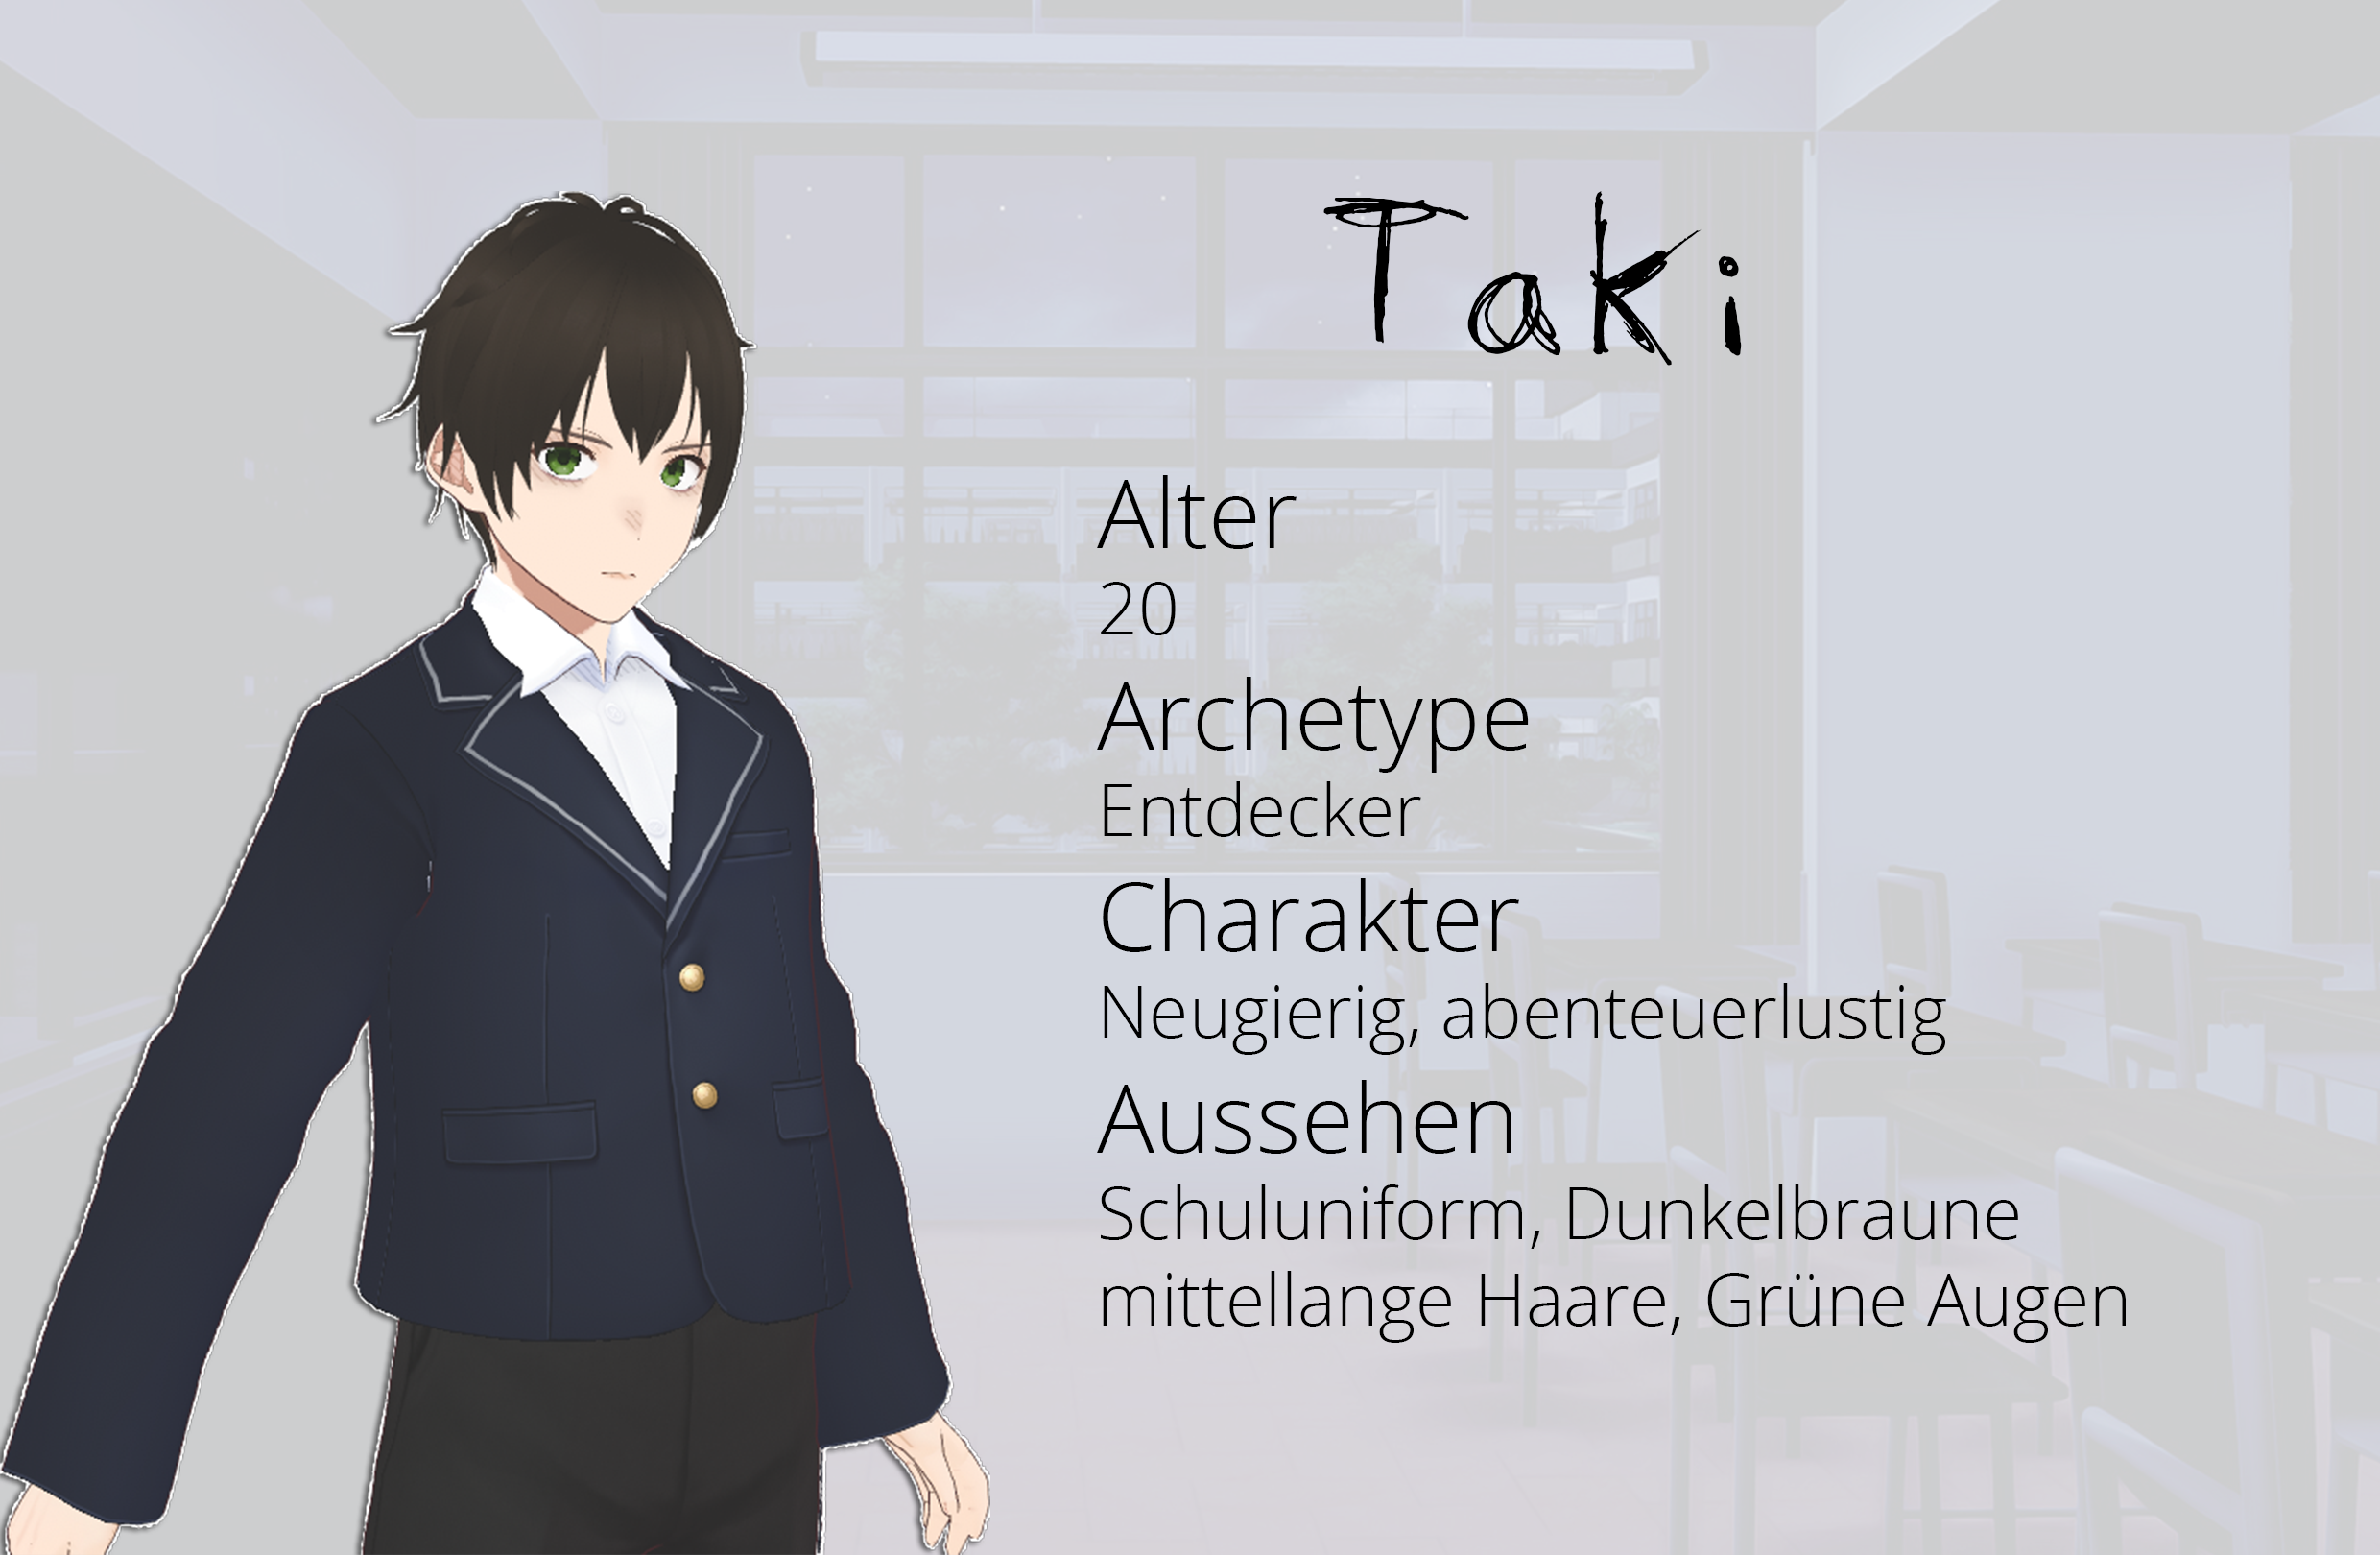 Taki
Alter
20
Archetype
Entdecker
Charakter
Neugierig, abenteuerlustig
Aussehen
Schuluniform, Dunkelbraune
mittellange Haare, Grüne Augen